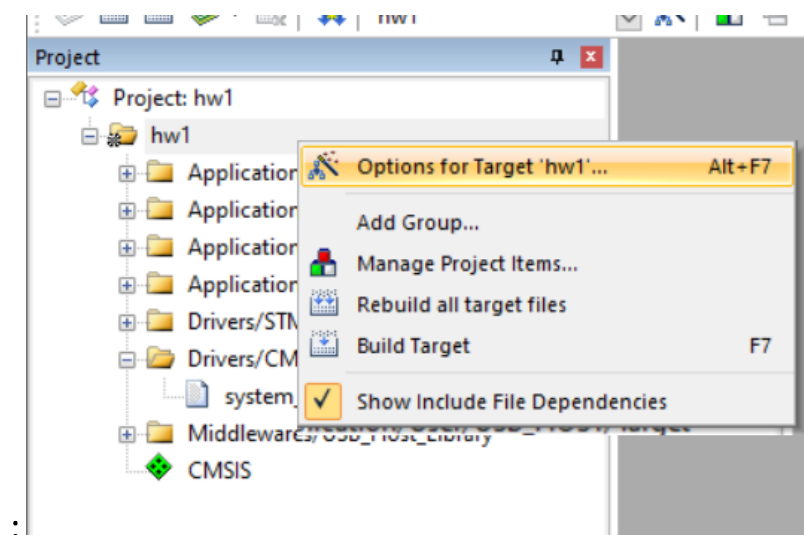 hw1
Project
Project: hw1
hw1
Application
Options for Target 'hw1'... Alt+F7
Application
Add Group...
Application
Manage Project Items...
Application
Rebuild all target files
Drivers/STM
Build Target F7
Drivers/CM
system_
Show Include File Dependencies
Middlewares/USB_Host_Library
CMSIS
: